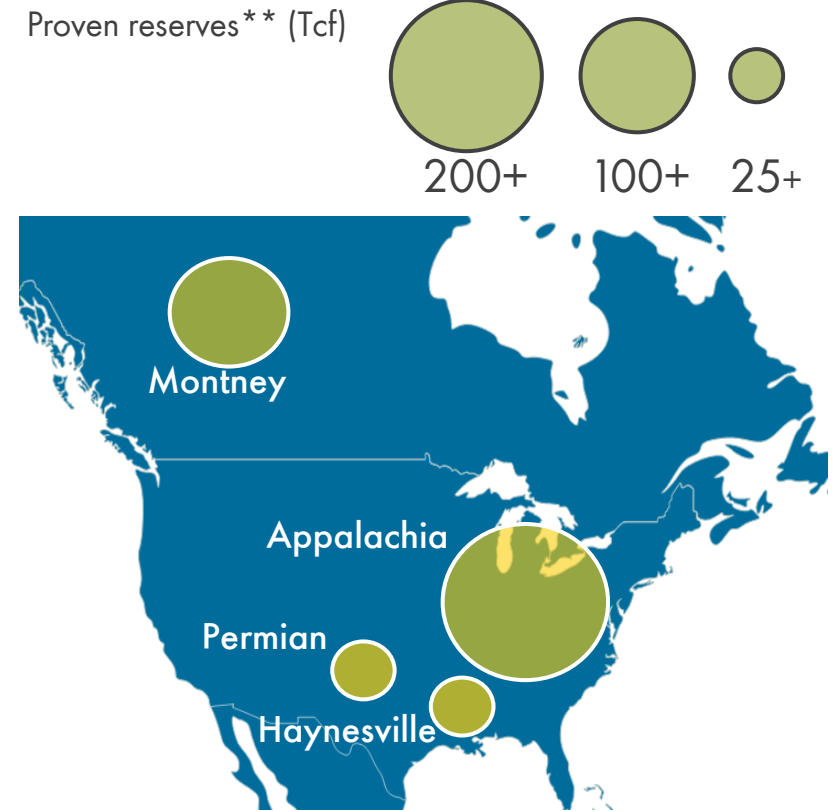 Proven reserves** (Tcf)
200+ 100+ 25+
Montney
Appalachia
Permian
Haynesville